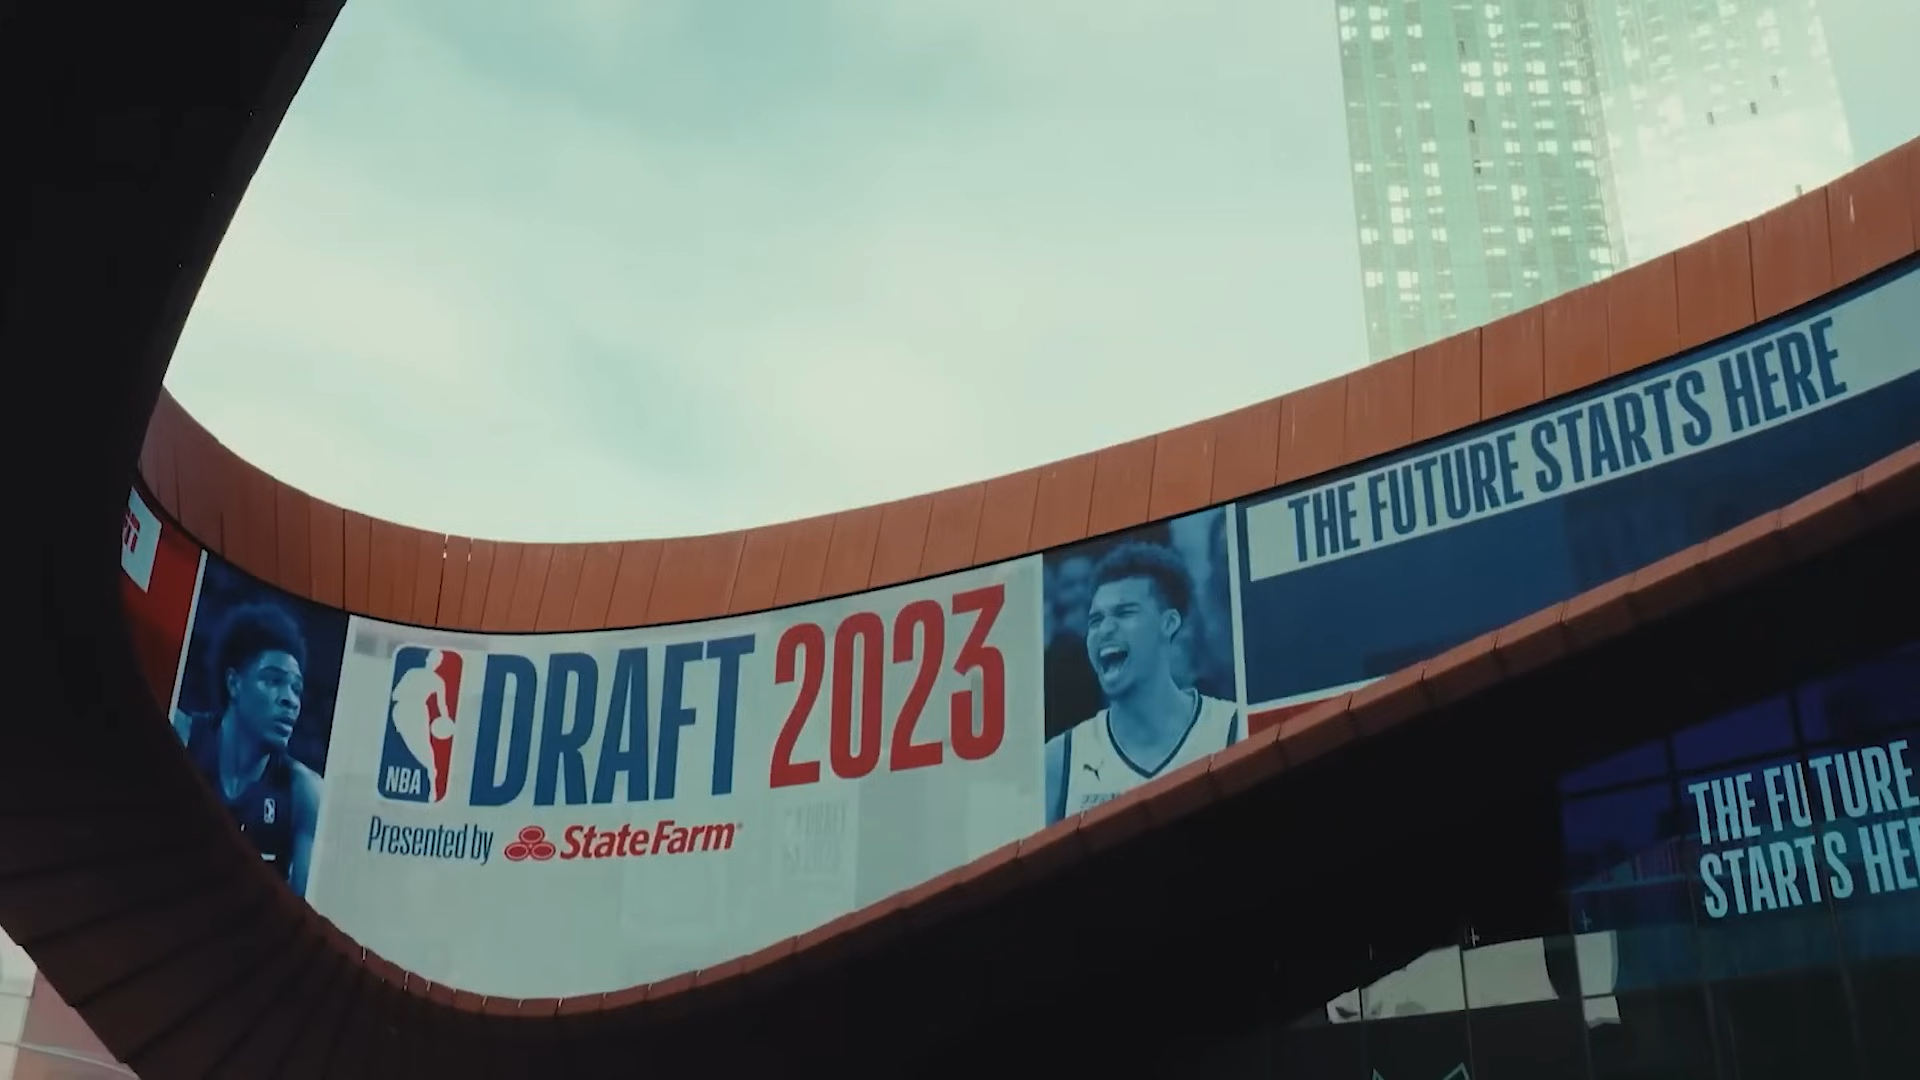 DRAFT 2023
NBA
Presented by StateFarm
THE FUTURE STARTS HERE
THE FUTURE
STARTS HE